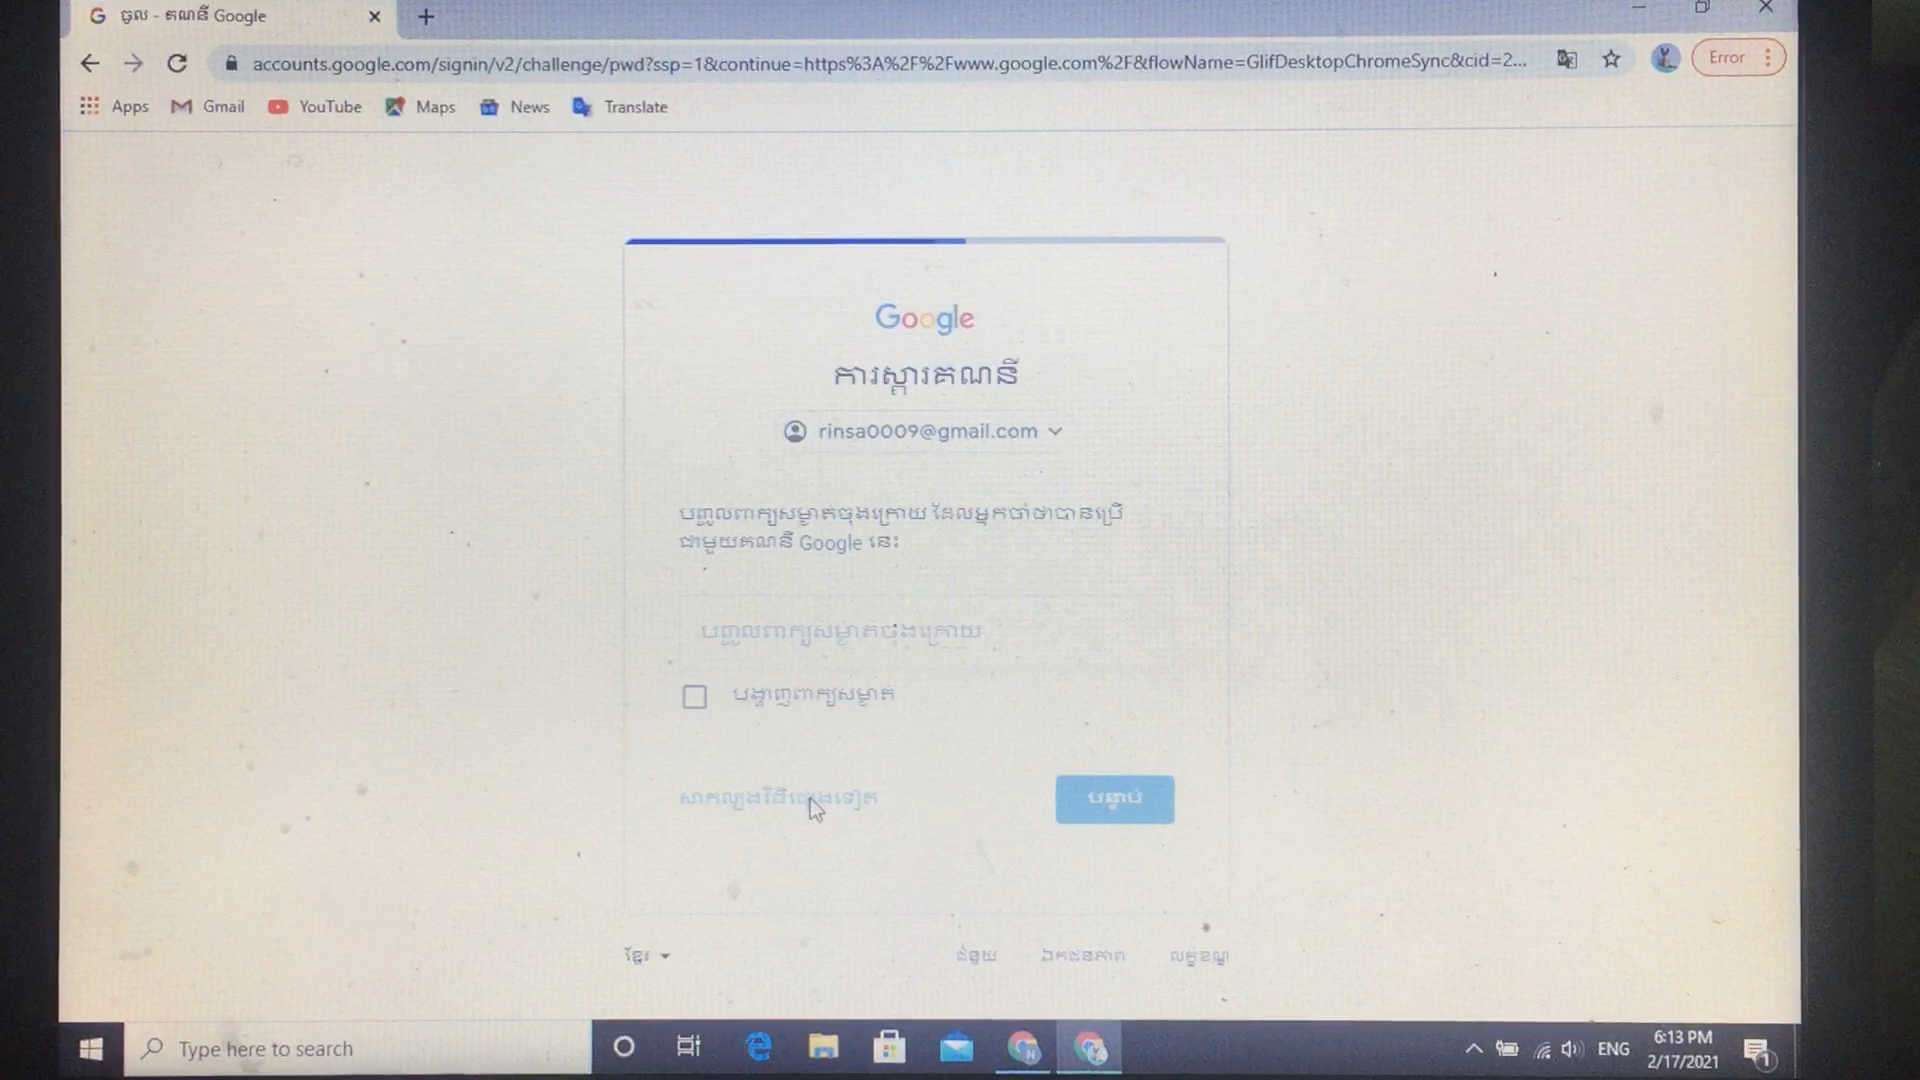 ចូល - គណនី Google
accounts.google.com/signin/v2/challenge/pwd?ssp=1&continue=https%3A%2F%2Fwww.google.com%2F&flowName=GlifDesktopChromeSync&cid=2...
Error
Apps
Gmail
YouTube
Maps
News
Translate
Google
ការស្តារគណនី
rinsa0009@gmail.com
បញ្ចូលពាក្យសម្ងាត់ចុងក្រោយ ដែលអ្នកចាំថាបានប្រើ
ជាមួយគណនី Google នេះ
បញ្ចូលពាក្យសម្ងាត់ចុងក្រោយ
បង្ហាញពាក្យសម្ងាត់
សាកល្បងវិធីផ្សេងទៀត
បន្ទាប់
ខ្មែរ
ជំនួយ
ឯកជនភាព
លក្ខខណ្ឌ
Type here to search
ENG
6:13 PM
2/17/2021
1